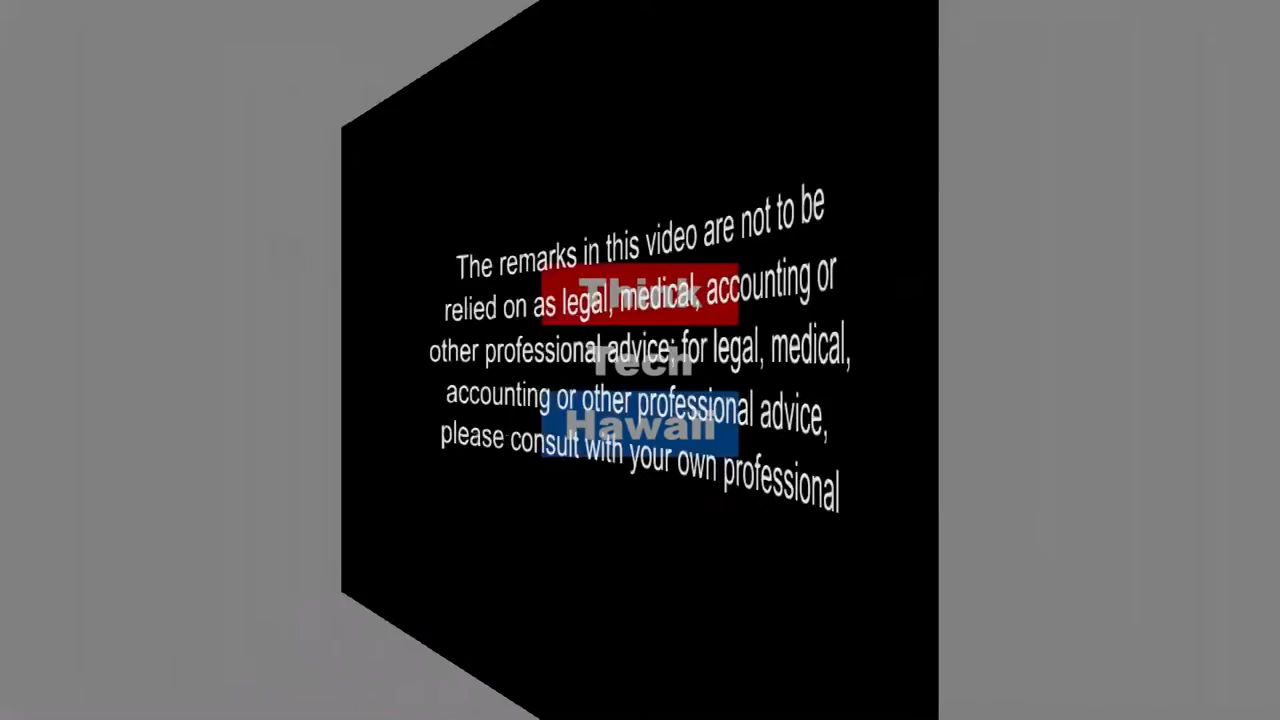 The remarks in this video are not to be
relied on as legal, medical, accounting or
other professional advice; for legal, medical,
accounting or other professional advice,
please consult with your own professional
Think
Tech
Hawaii